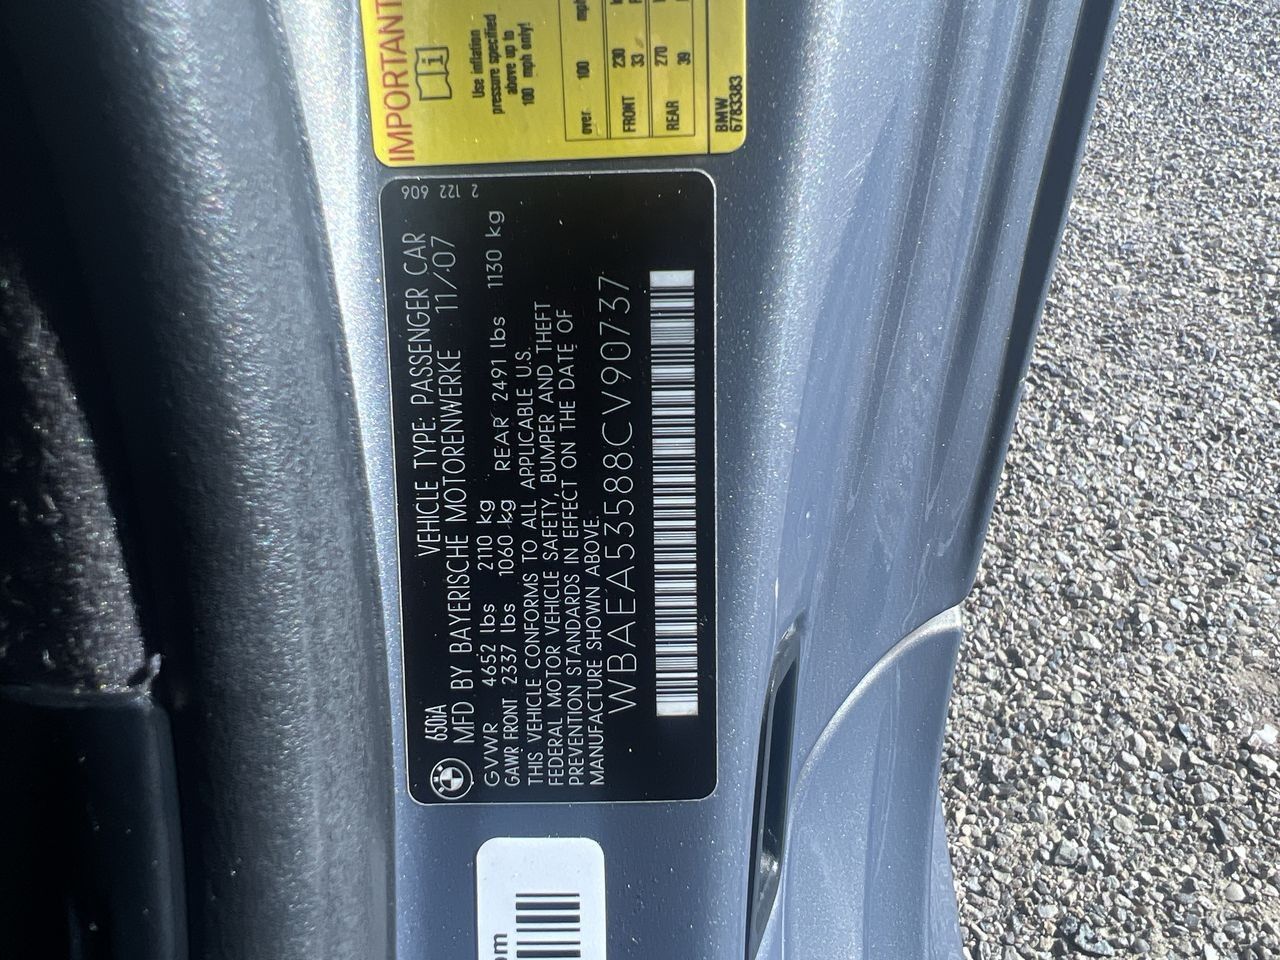 IMPORTANT
Use inflation
pressure specified
above up to
100 mph only!
over 100 mph
FRONT 230
33
REAR 270
39
BMW
6783383
2 122 606
650iA VEHICLE TYPE: PASSENGER CAR
MFD BY BAYERISCHE MOTORENWERKE 11/07
GVWR 4652 lbs 2110 kg
GAWR FRONT 2337 lbs 1060 kg REAR 2491 lbs 1130 kg
THIS VEHICLE CONFORMS TO ALL APPLICABLE U.S.
FEDERAL MOTOR VEHICLE SAFETY, BUMPER AND THEFT
PREVENTION STANDARDS IN EFFECT ON THE DATE OF
MANUFACTURE SHOWN ABOVE.
WBAEA53588CV90737